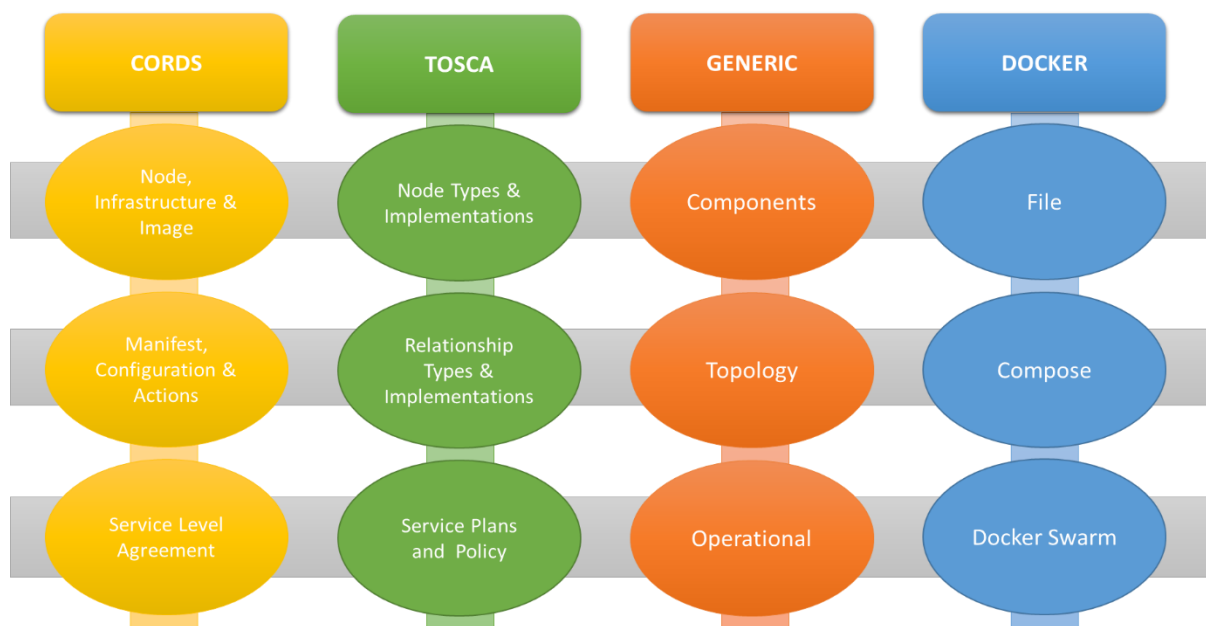 CORDS
TOSCA
GENERIC
DOCKER
Node,
Infrastructure &
Image
Node Types &
Implementations
Components
File
Manifest,
Configuration &
Actions
Relationship
Types &
Implementations
Topology
Compose
Service Level
Agreement
Service Plans
and Policy
Operational
Docker Swarm